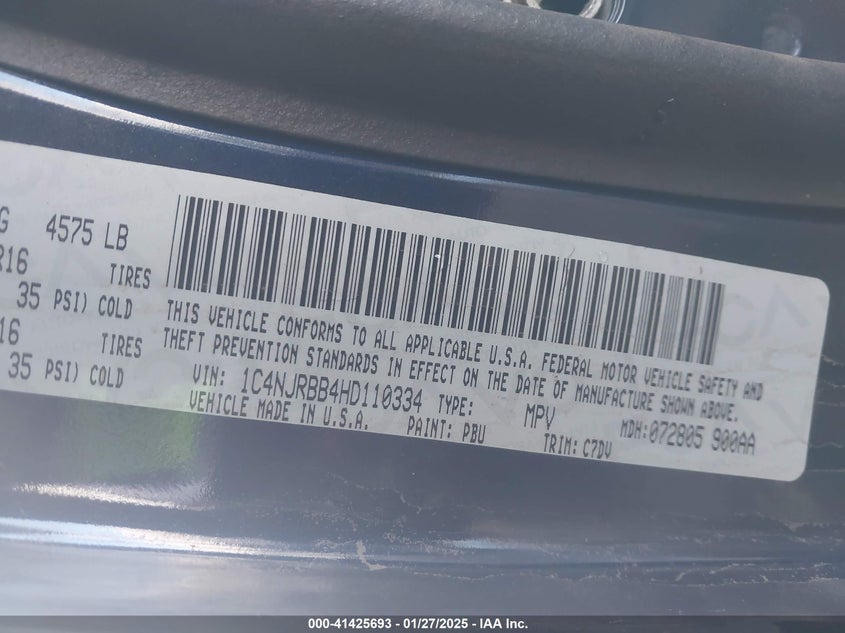 G 4575 LB
R16 TIRES
35 PSI) COLD
16 TIRES
35 PSI) COLD
THIS VEHICLE CONFORMS TO ALL APPLICABLE U.S.A. FEDERAL MOTOR VEHICLE SAFETY AND
THEFT PREVENTION STANDARDS IN EFFECT ON THE DATE OF MANUFACTURE SHOWN ABOVE.
VIN: 1C4NJRBB4HD110334 TYPE: MPV MDH:072805 900AA
VEHICLE MADE IN U.S.A. PAINT: PBU TRIM: C7DV
000-41425693 - 01/27/2025 - IAA Inc.